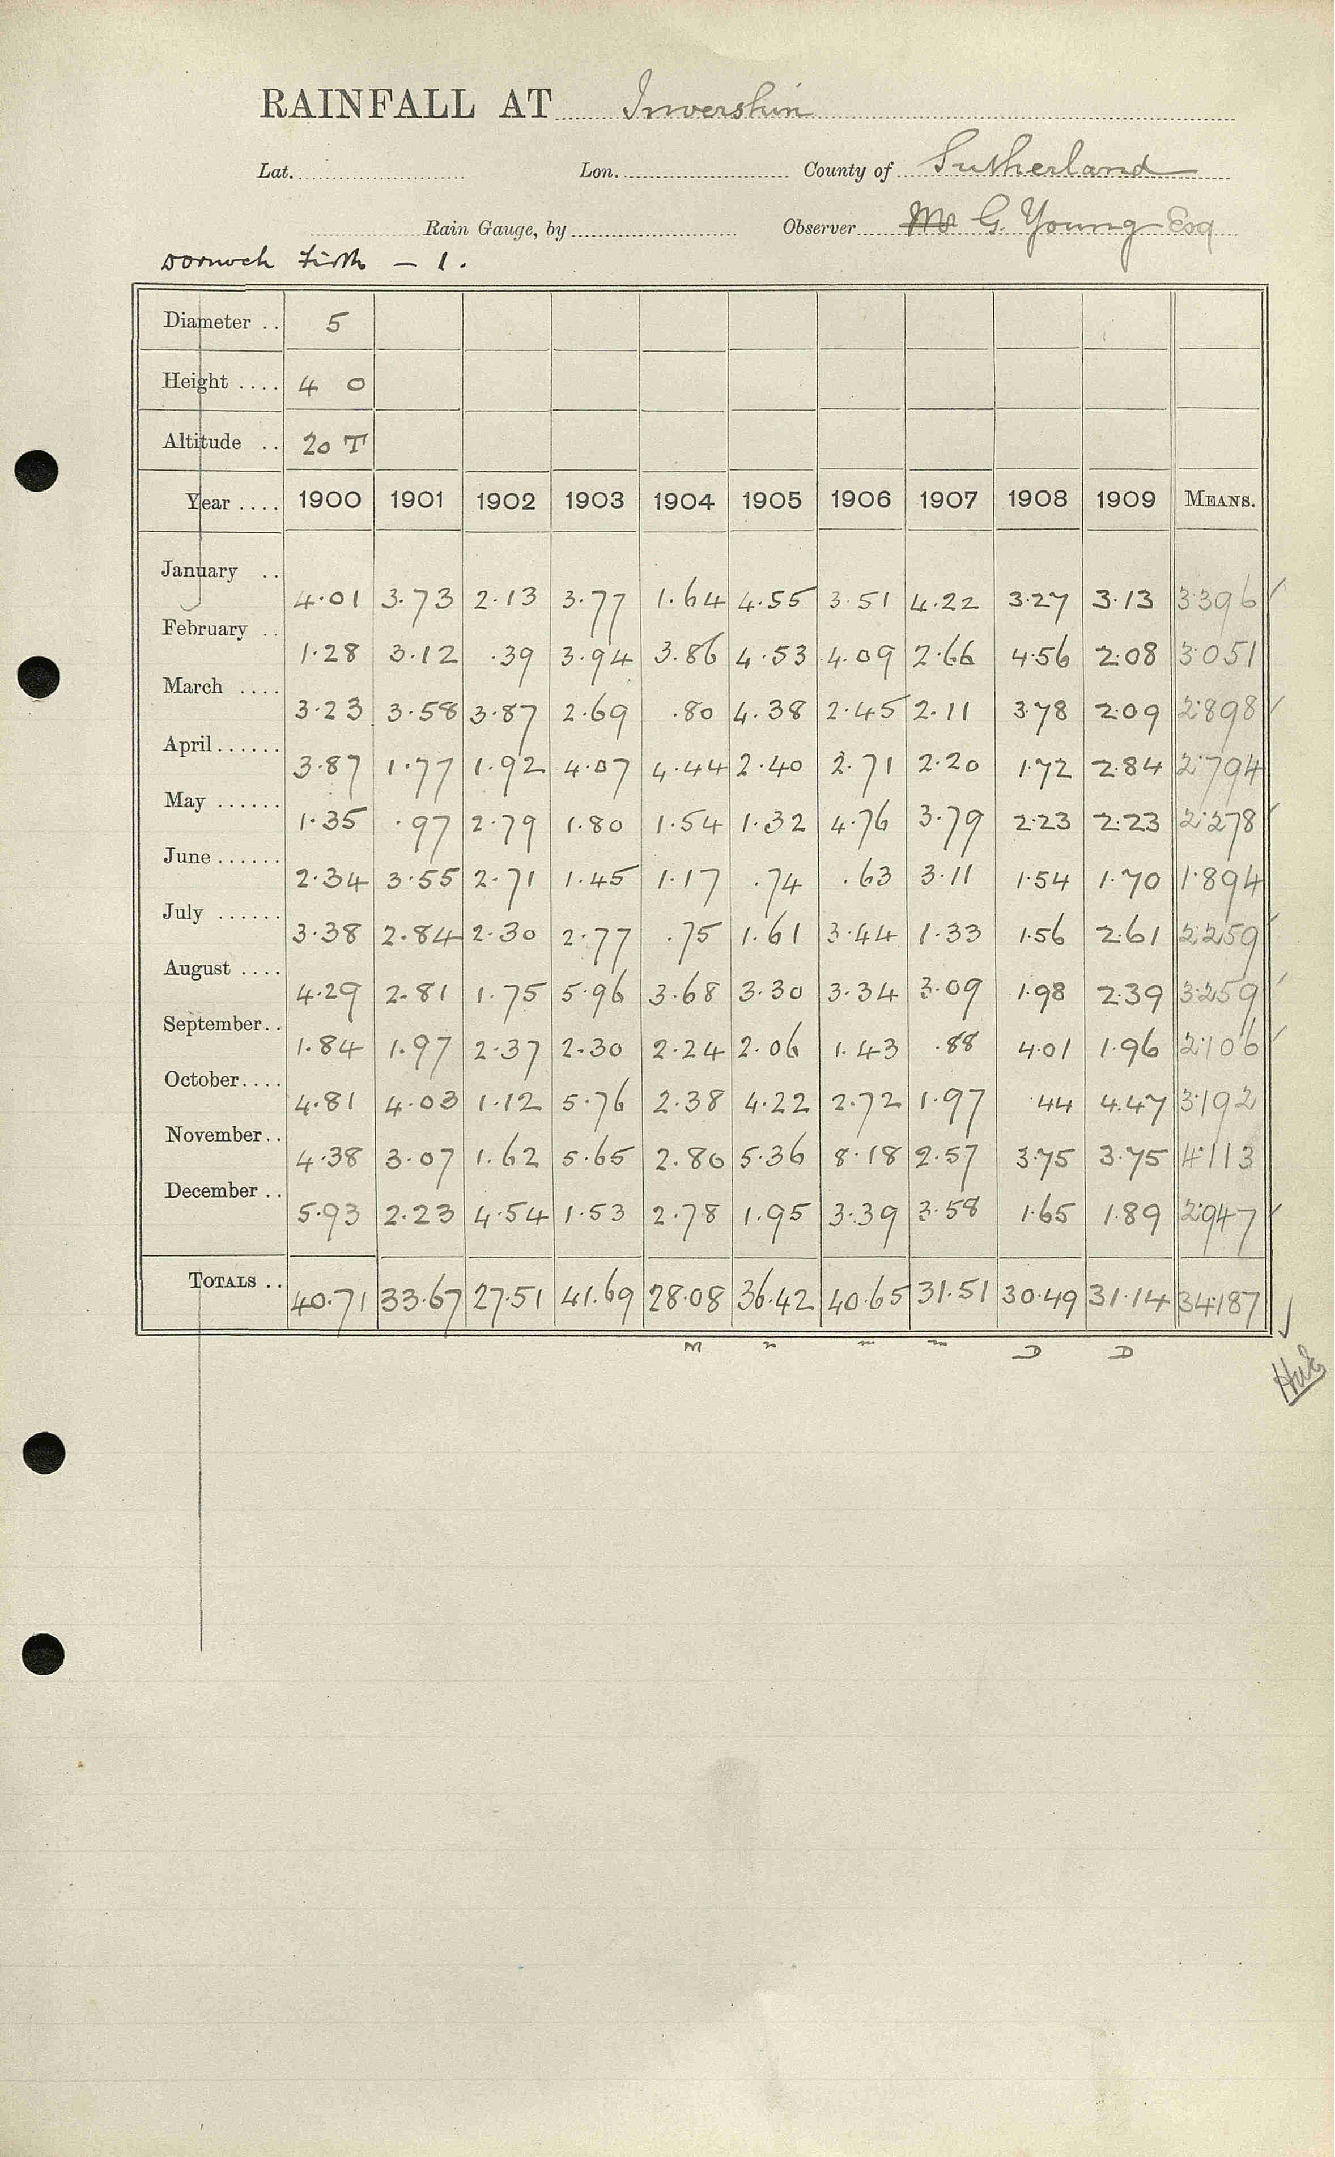 RAINFALL AT Invershin
Lat. Lon. County of Sutherland
Rain Gauge, by Observer Mr G. Young Esq
Dornoch Firth – 1.
Diameter .. 5
Height .... 4 0
Altitude .. 20 T
Year .... 1900 1901 1902 1903 1904 1905 1906 1907 1908 1909 MEANS.
January .. 4.01 3.73 2.13 3.77 1.64 4.55 3.51 4.22 3.27 3.13 3.396
February .. 1.28 3.12 .39 3.94 3.86 4.53 4.09 2.66 4.56 2.08 3.051
March .... 3.23 3.58 3.87 2.69 .80 4.38 2.45 2.11 3.78 2.09 2.898
April ...... 3.87 1.77 1.92 4.07 4.44 2.40 2.71 2.20 1.72 2.84 2.794
May ...... 1.35 .97 2.79 1.80 1.54 1.32 4.76 3.79 2.23 2.23 2.278
June ...... 2.34 3.55 2.71 1.45 1.17 .74 .63 3.11 1.54 1.70 1.894
July ...... 3.38 2.84 2.30 2.77 .75 1.61 3.44 1.33 1.56 2.61 2.259
August .... 4.29 2.81 1.75 5.96 3.68 3.30 3.34 3.09 1.98 2.39 3.259
September.. 1.84 1.97 2.37 2.30 2.24 2.06 1.43 .88 4.01 1.96 2.106
October.... 4.81 4.03 1.12 5.76 2.38 4.22 2.72 1.97 .44 4.47 3.192
November.. 4.38 3.07 1.62 5.65 2.80 5.36 8.18 2.57 3.75 3.75 4.113
December .. 5.93 2.23 4.54 1.53 2.78 1.95 3.39 3.58 1.65 1.89 2.947
TOTALS .. 40.71 33.67 27.51 41.69 28.08 36.42 40.65 31.51 30.49 31.14 34.187
M D D